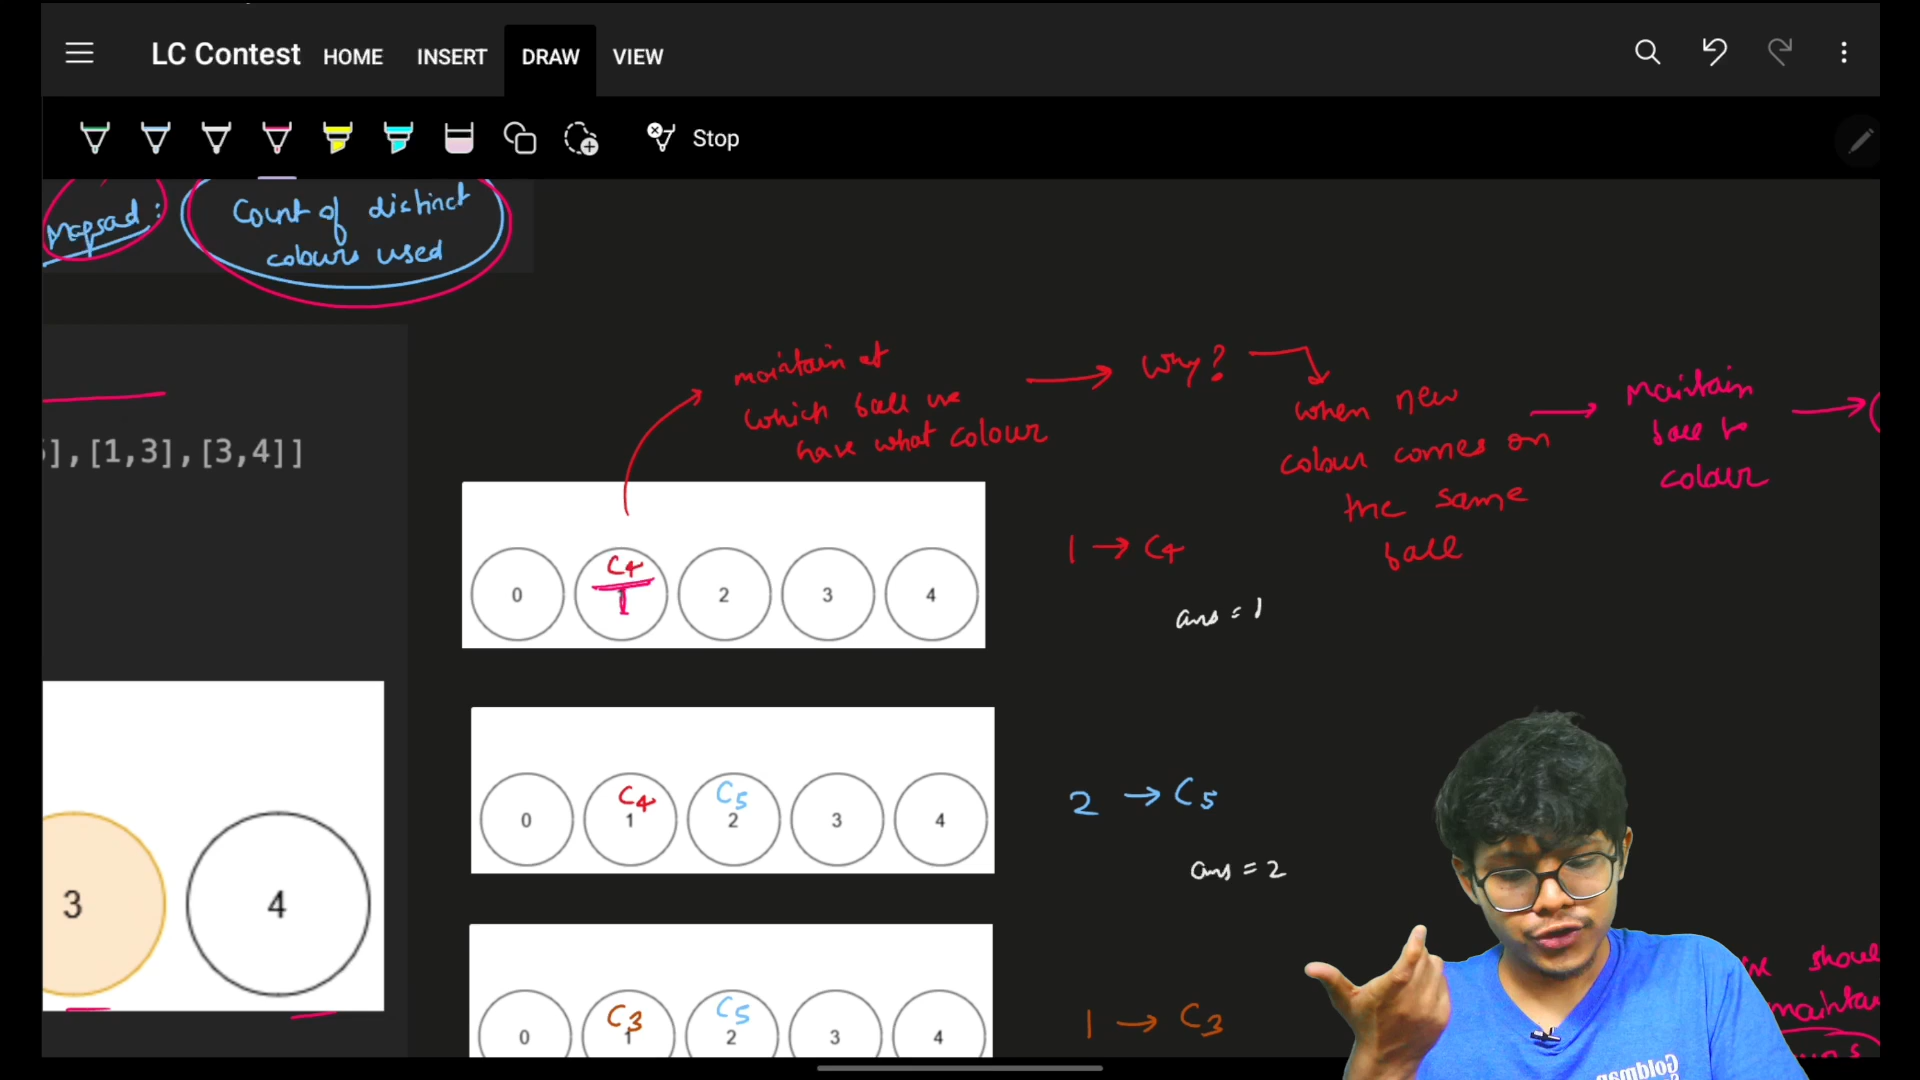 LC Contest HOME INSERT DRAW VIEW
Stop
Count of distinct
colours used
maintain at
which ball we
have what colour
Why?
when new
colour comes on
the same
ball
Maintain
ball to
colour
],[1,3],[3,4]]
C4
0 1 2 3 4
1 → C4
ans = 1
C4 C5
0 1 2 3 4
2 → C5
ans = 2
3 4
C3 C5
0 1 2 3 4
1 → C3